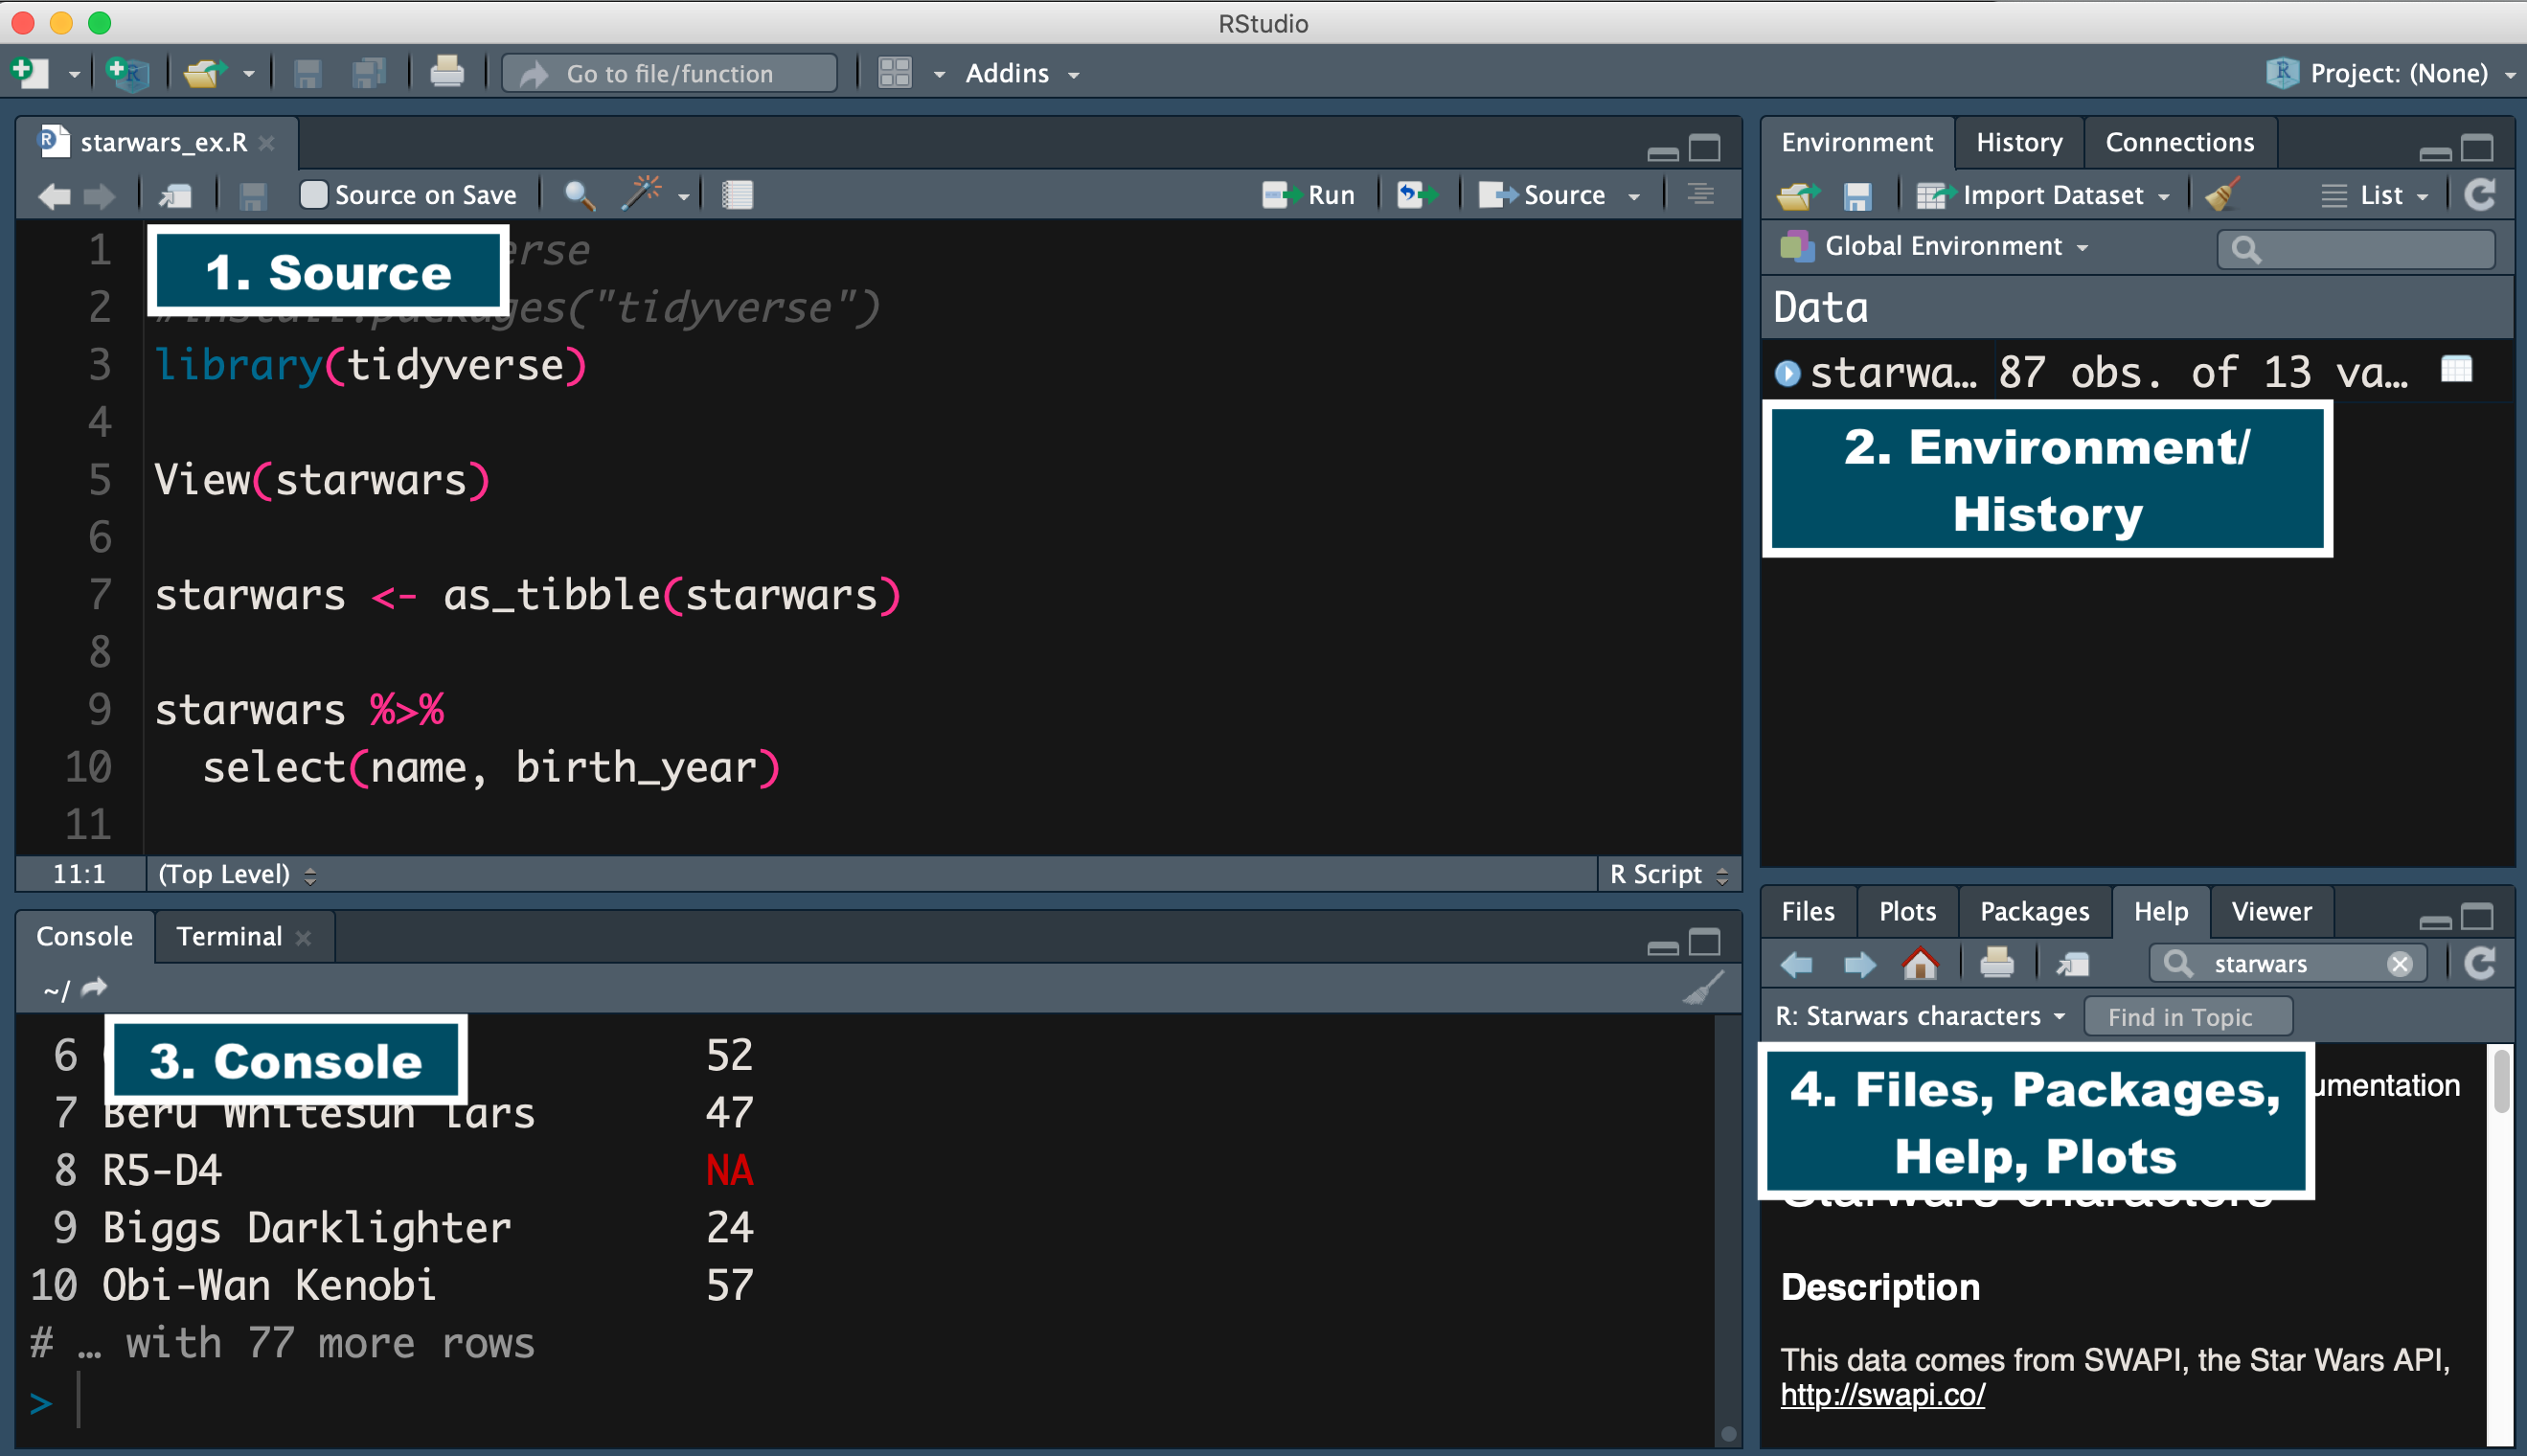 RStudio
Go to file/function
Addins
Project: (None)
starwars_ex.R
Source on Save
Run
Source
1
erse
1. Source
2
ges("tidyverse")
3 library(tidyverse)
4
5 View(starwars)
6
7 starwars <- as_tibble(starwars)
8
9 starwars %>%
10 select(name, birth_year)
11
11:1 (Top Level) R Script
Console Terminal
~/
3. Console
6 52
7 Beru Whitesun lars 47
8 R5-D4 NA
9 Biggs Darklighter 24
10 Obi-Wan Kenobi 57
# … with 77 more rows
>
Environment History Connections
Import Dataset List
Global Environment
Data
starwa… 87 obs. of 13 va…
2. Environment/
History
Files Plots Packages Help Viewer
starwars
R: Starwars characters Find in Topic
umentation
4. Files, Packages,
Help, Plots
Starwars characters
Description
This data comes from SWAPI, the Star Wars API,
http://swapi.co/